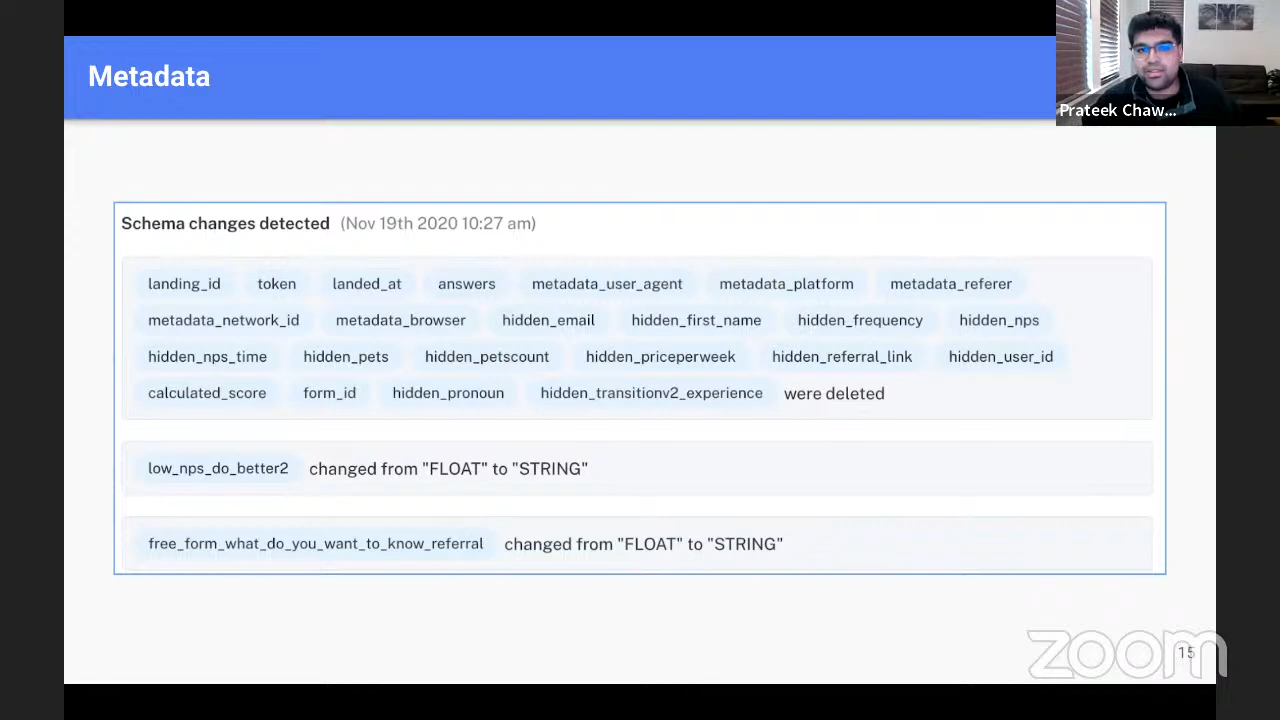 Metadata
Prateek Chaw...
Schema changes detected (Nov 19th 2020 10:27 am)
landing_id token landed_at answers metadata_user_agent metadata_platform metadata_referer
metadata_network_id metadata_browser hidden_email hidden_first_name hidden_frequency hidden_nps
hidden_nps_time hidden_pets hidden_petscount hidden_priceperweek hidden_referral_link hidden_user_id
calculated_score form_id hidden_pronoun hidden_transitionv2_experience were deleted
low_nps_do_better2 changed from "FLOAT" to "STRING"
free_form_what_do_you_want_to_know_referral changed from "FLOAT" to "STRING"
zoom
15